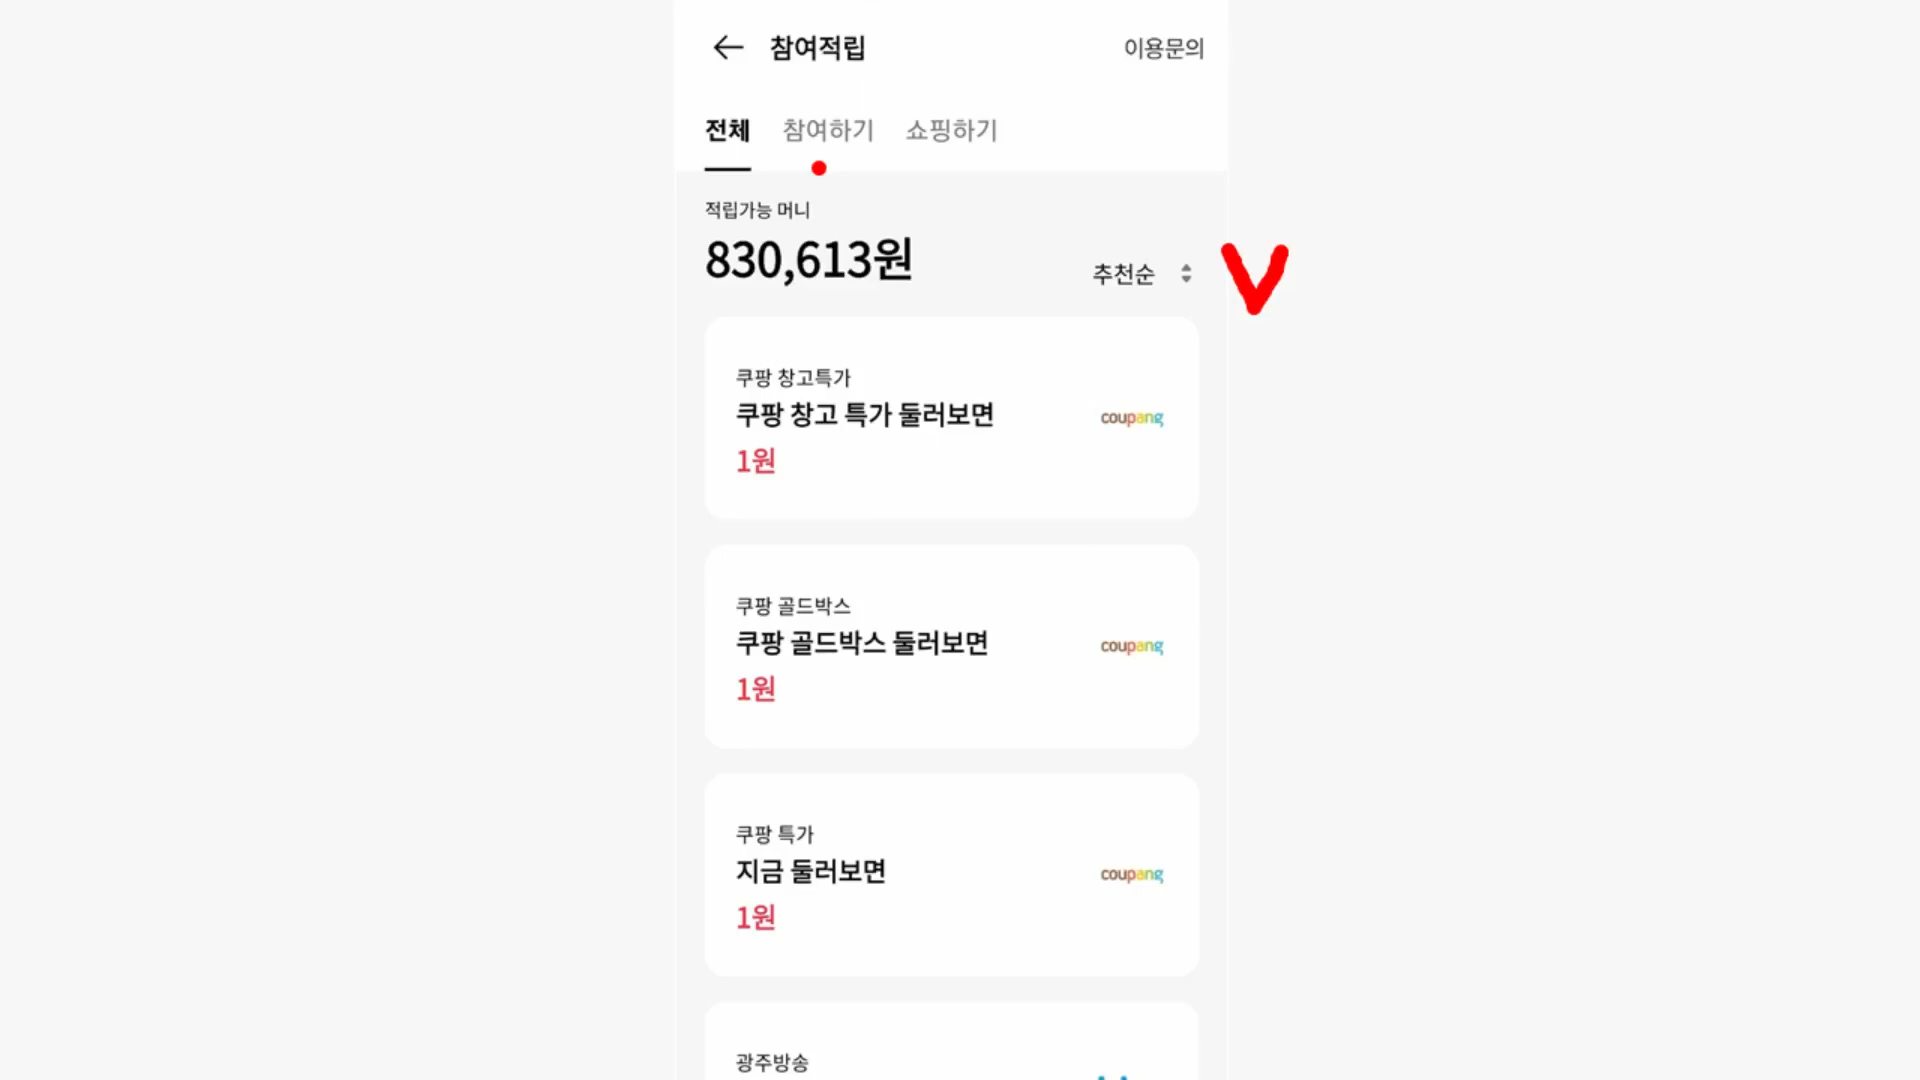 참여적립
이용문의
전체 참여하기 쇼핑하기
적립가능 머니
830,613원
추천순
쿠팡 창고특가
쿠팡 창고 특가 둘러보면
1원
coupang
쿠팡 골드박스
쿠팡 골드박스 둘러보면
1원
coupang
쿠팡 특가
지금 둘러보면
1원
coupang
광주방송